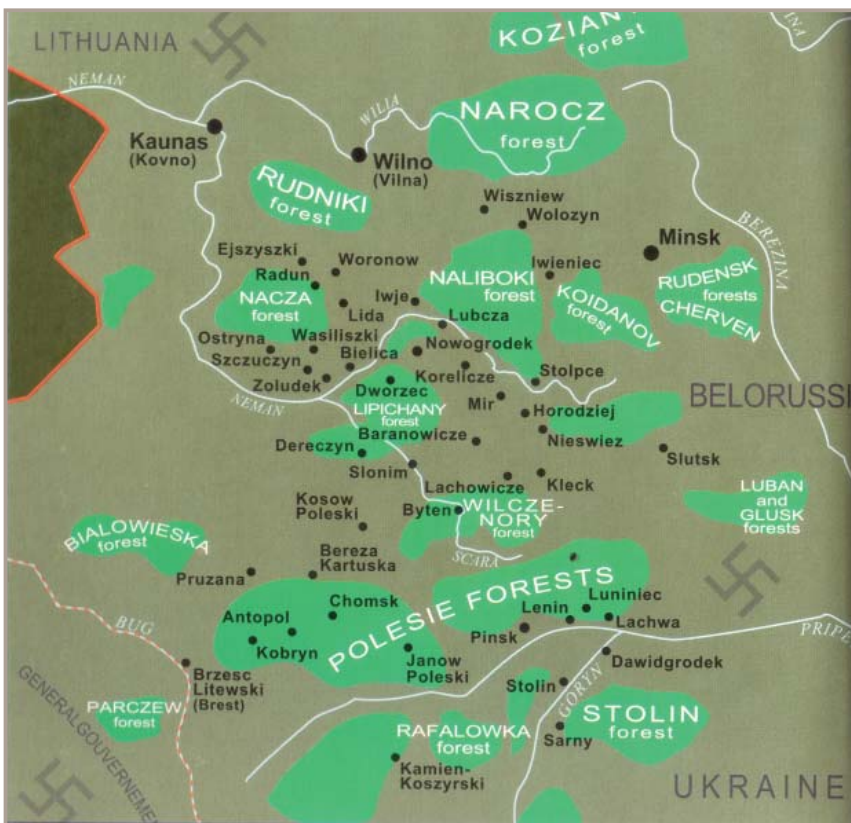 KOZIAN
forest
LITHUANIA
INA
NEMAN
WILIA
NAROCZ
forest
Kaunas
(Kovno)
Wilno
(Vilna)
RUDNIKI
forest
Wiszniew
Wolozyn
BEREZINA
Minsk
Ejszyszki
Woronow
Radun
NACZA
forest
Lida
Iwje
NALIBOKI
forest
Iwieniec
KOIDANOV
forest
RUDENSK
forests
CHERVEN
Lubcza
Ostryna
Wasiliszki
Nowogrodek
Szczuczyn
Bielica
Korelicze
Stolpce
Zoludek
Dworzec
NEMAN
LIPICHANY
forest
Mir
Horodziej
BELORUSSI
Baranowicze
Nieswiez
Dereczyn
Slutsk
Slonim
Lachowicze
Kleck
LUBAN
and
GLUSK
forests
Kosow
Poleski
Byten
WILCZE-
NORY
forest
BIALOWIESKA
forest
SCARA
Bereza
Kartuska
Pruzana
POLESIE FORESTS
Chomsk
Luniniec
Lenin
Lachwa
Antopol
Pinsk
BUG
PRIPE
Kobryn
Janow
Poleski
Dawidgrodek
Brzesc
Litewski
(Brest)
Stolin
GORYN
GENERALGOUVERNEMEN
PARCZEW
forest
RAFALOWKA
forest
STOLIN
forest
Sarny
Kamien-
Koszyrski
UKRAINE